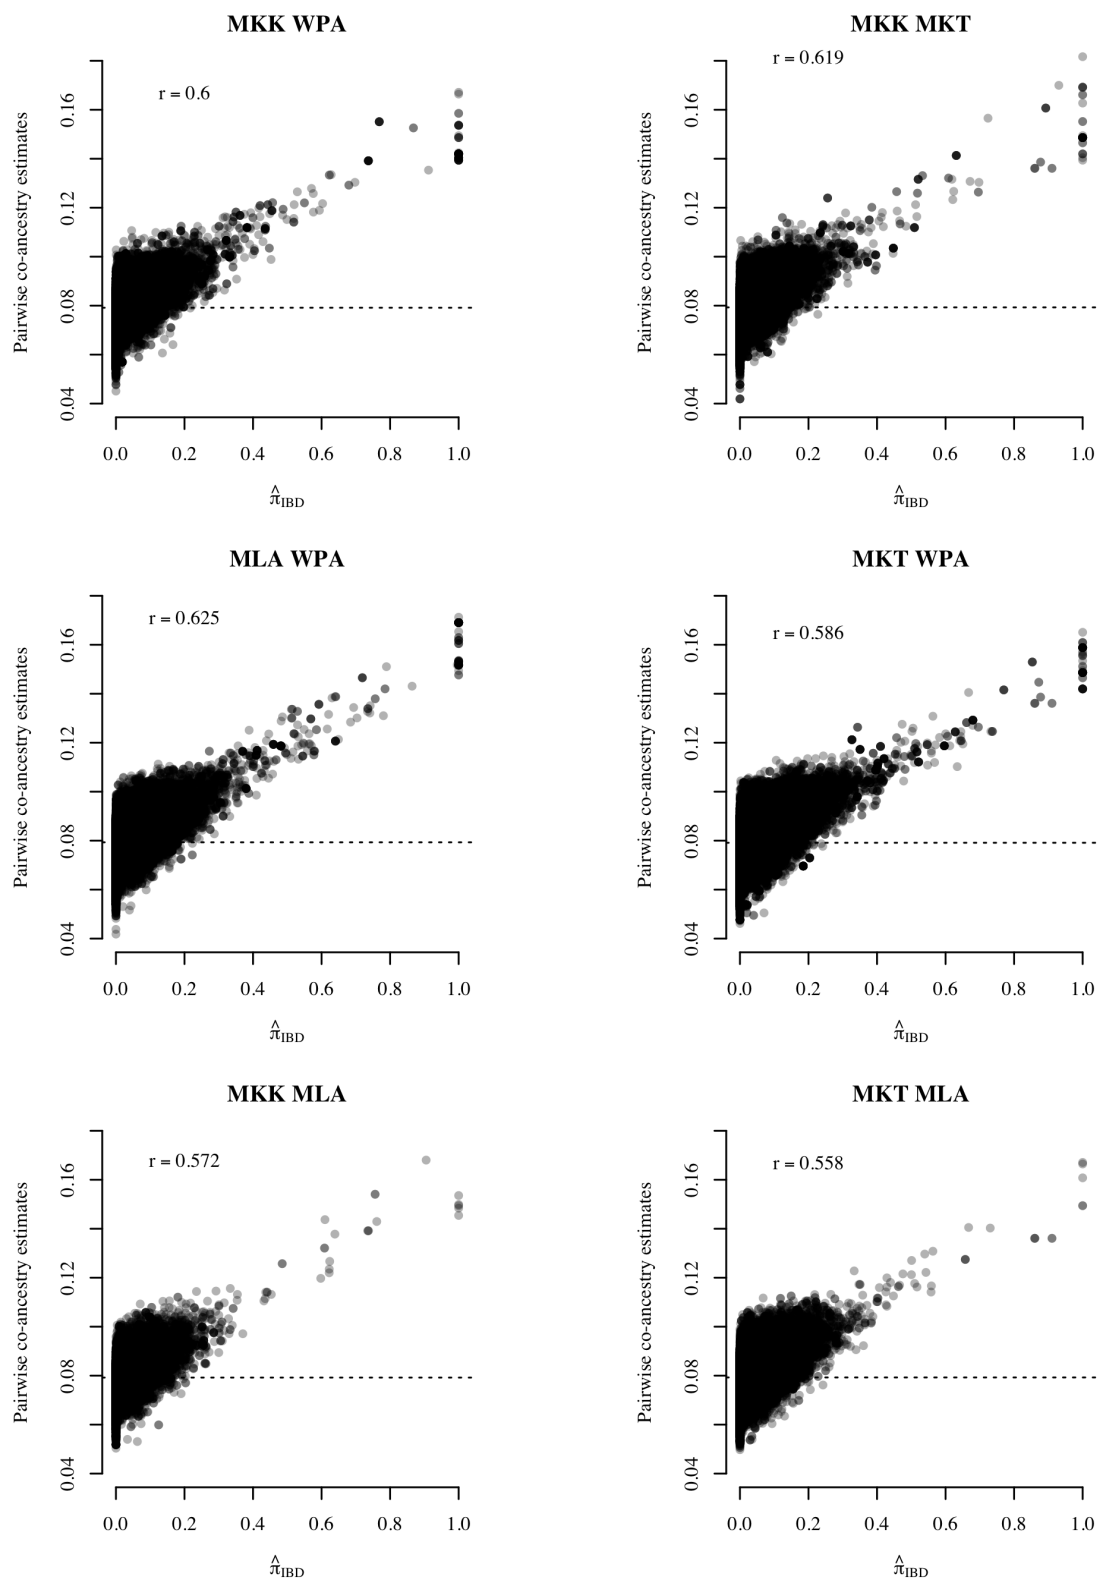 MKK WPA
r = 0.6
Pairwise co-ancestry estimates
0.04 0.08 0.12 0.16
0.0 0.2 0.4 0.6 0.8 1.0
π̂IBD
MKK MKT
r = 0.619
Pairwise co-ancestry estimates
0.04 0.08 0.12 0.16
0.0 0.2 0.4 0.6 0.8 1.0
π̂IBD
MLA WPA
r = 0.625
Pairwise co-ancestry estimates
0.04 0.08 0.12 0.16
0.0 0.2 0.4 0.6 0.8 1.0
π̂IBD
MKT WPA
r = 0.586
Pairwise co-ancestry estimates
0.04 0.08 0.12 0.16
0.0 0.2 0.4 0.6 0.8 1.0
π̂IBD
MKK MLA
r = 0.572
Pairwise co-ancestry estimates
0.04 0.08 0.12 0.16
0.0 0.2 0.4 0.6 0.8 1.0
π̂IBD
MKT MLA
r = 0.558
Pairwise co-ancestry estimates
0.04 0.08 0.12 0.16
0.0 0.2 0.4 0.6 0.8 1.0
π̂IBD